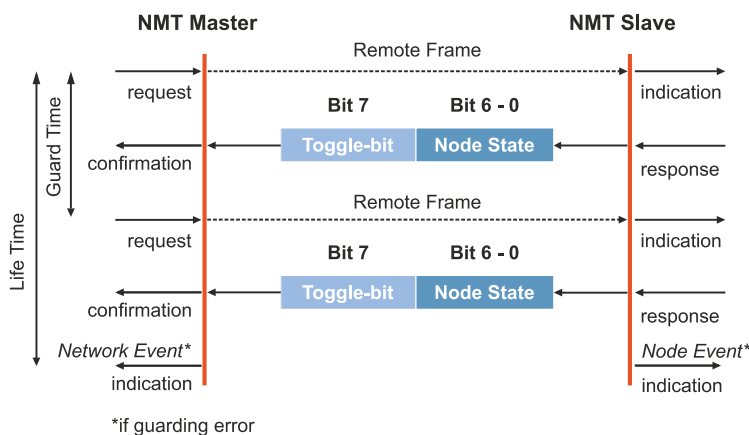 NMT Master NMT Slave
Remote Frame
request indication
Bit 7 Bit 6 - 0
Guard Time
Toggle-bit Node State
confirmation response
Remote Frame
Life Time
request indication
Bit 7 Bit 6 - 0
Toggle-bit Node State
confirmation response
Network Event* Node Event*
indication indication
*if guarding error